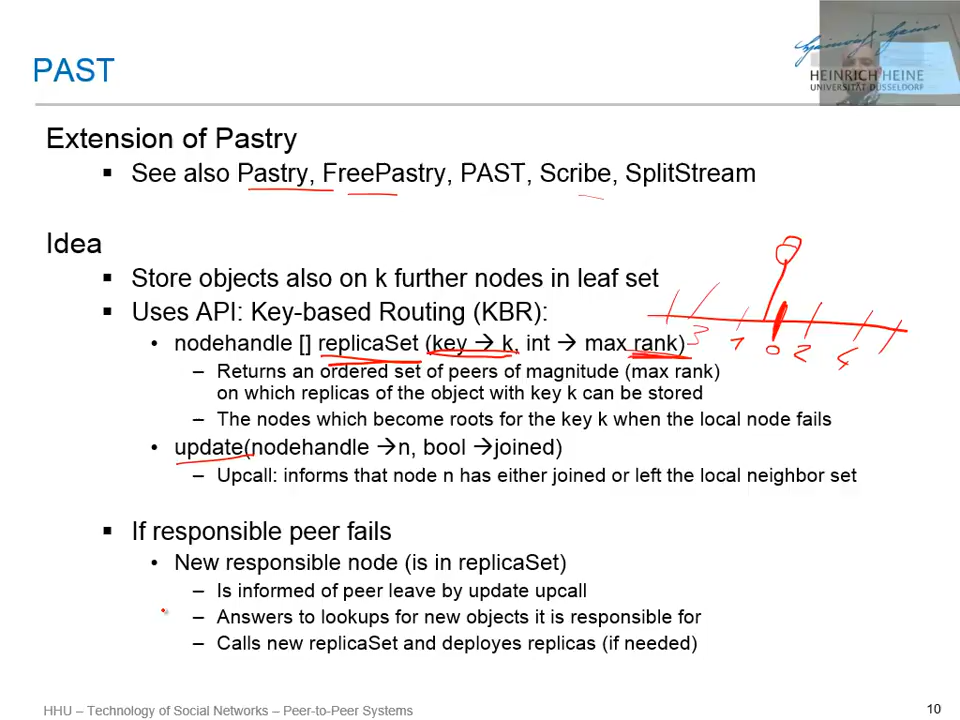 PAST
Heinrich Heine
HEINRICH HEINE
UNIVERSITÄT DÜSSELDORF
Extension of Pastry
▪ See also Pastry, FreePastry, PAST, Scribe, SplitStream
Idea
▪ Store objects also on k further nodes in leaf set
▪ Uses API: Key-based Routing (KBR):
• nodehandle [] replicaSet (key → k, int → max rank)
– Returns an ordered set of peers of magnitude (max rank)
on which replicas of the object with key k can be stored
– The nodes which become roots for the key k when the local node fails
3 1 0 2 4
• update(nodehandle →n, bool →joined)
– Upcall: informs that node n has either joined or left the local neighbor set
▪ If responsible peer fails
• New responsible node (is in replicaSet)
– Is informed of peer leave by update upcall
– Answers to lookups for new objects it is responsible for
– Calls new replicaSet and deployes replicas (if needed)
HHU – Technology of Social Networks – Peer-to-Peer Systems
10